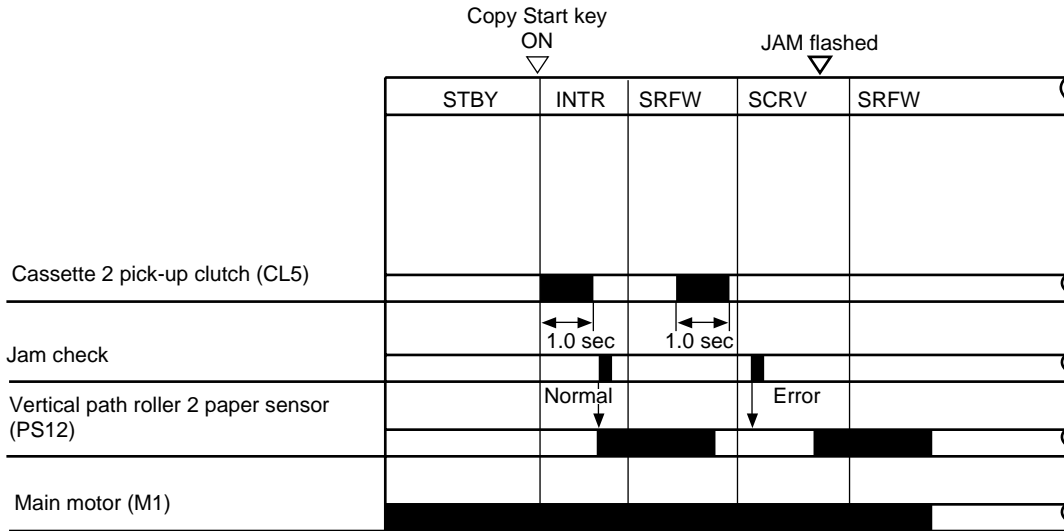 Copy Start key
ON
JAM flashed
STBY
INTR
SRFW
SCRV
SRFW
Cassette 2 pick-up clutch (CL5)
1.0 sec
1.0 sec
Jam check
Normal
Error
Vertical path roller 2 paper sensor
(PS12)
Main motor (M1)